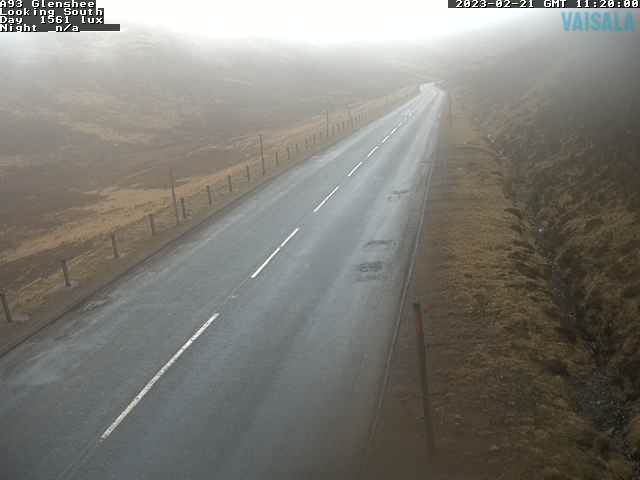 A93 Glenshee
Looking South
Day  1561 lux
Night  n/a
2023-02-21 GMT 11:20:00
VAISALA